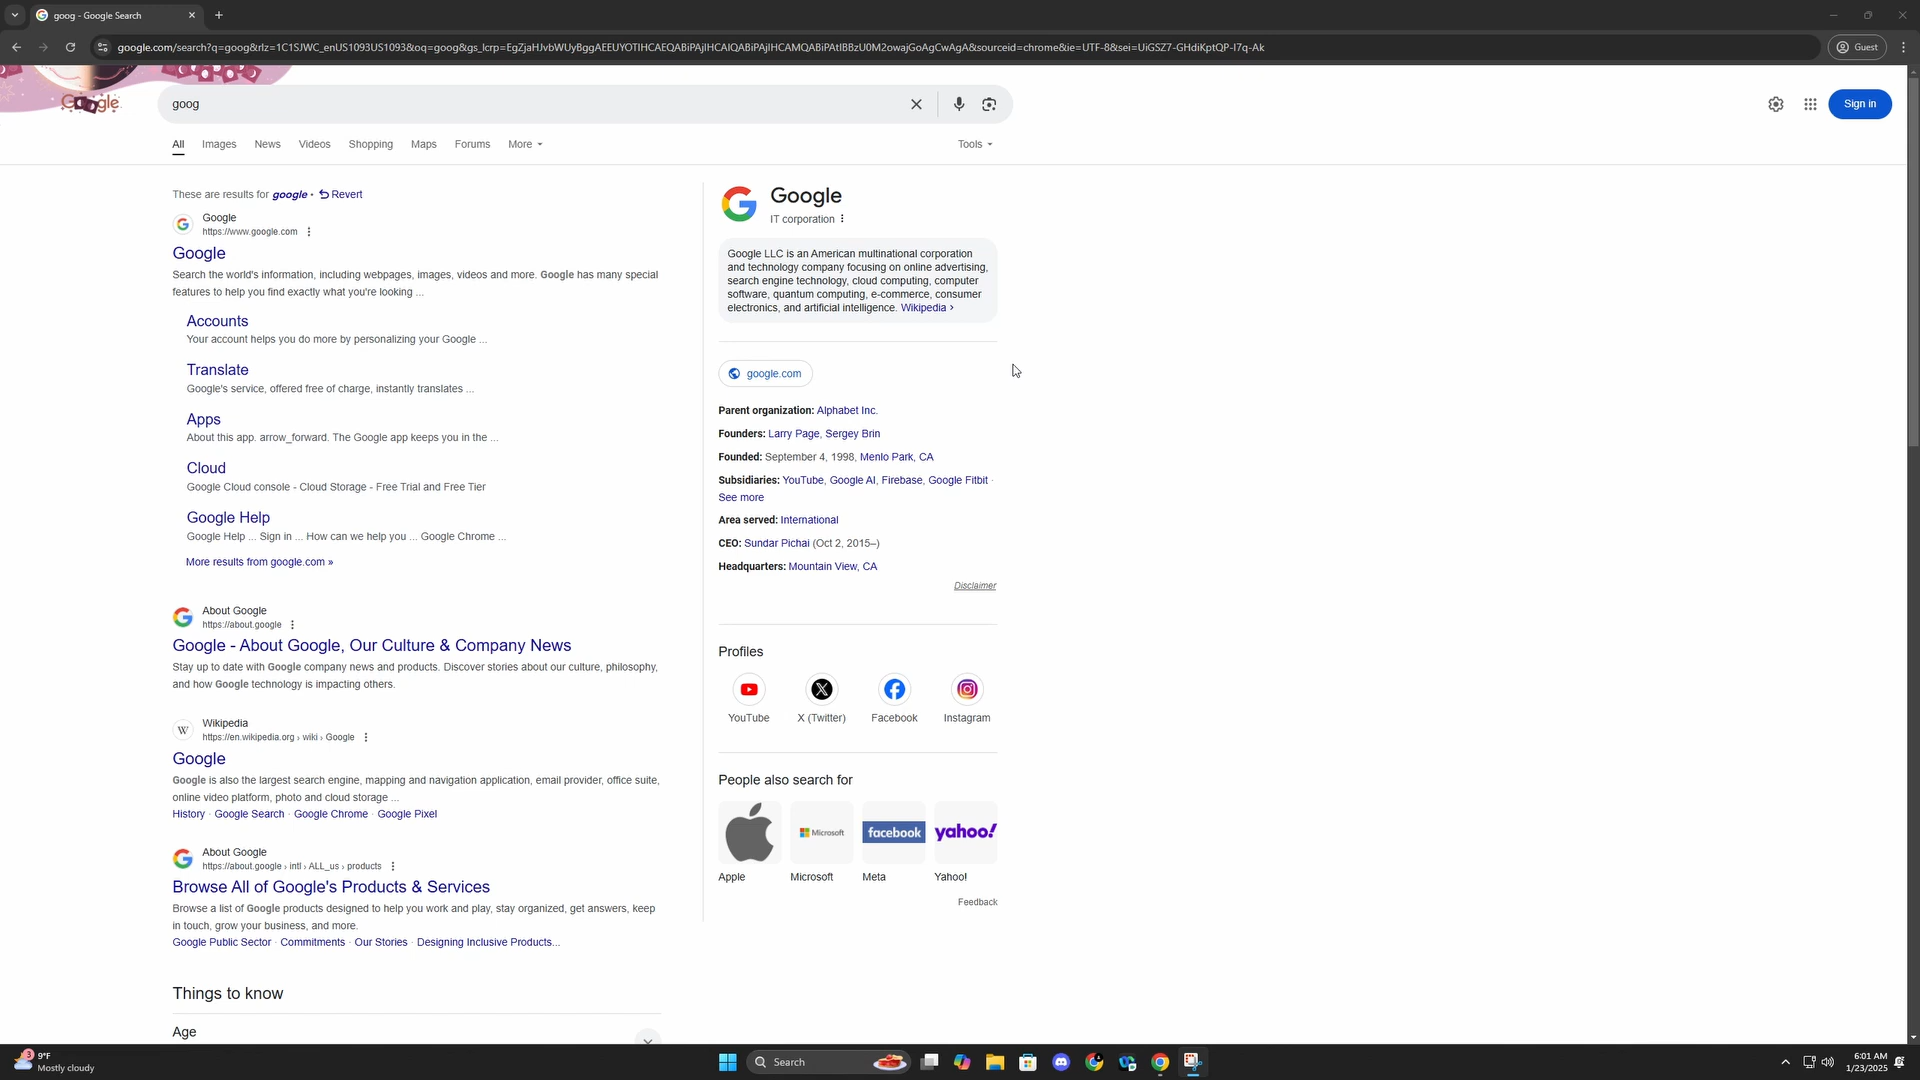 goog - Google Search
google.com/search?q=goog&rlz=1C1SJWC_enUS1093US1093&oq=goog&gs_lcrp=EgZjaHJvbWUyBggAEEUYOTIHCAEQABiPAjIHCAIQABiPAjIHCAMQABiPAtIBBzU0M2owajGoAgCwAgA&sourceid=chrome&ie=UTF-8&sei=UiGSZ7-GHdiKptQP-I7q-Ak
Guest
Google
goog
Sign in
All Images News Videos Shopping Maps Forums More
Tools
These are results for google · Revert
Google
https://www.google.com
Google
Search the world's information, including webpages, images, videos and more. Google has many special
features to help you find exactly what you're looking ...
Accounts
Your account helps you do more by personalizing your Google ...
Translate
Google's service, offered free of charge, instantly translates ...
Apps
About this app. arrow_forward. The Google app keeps you in the ...
Cloud
Google Cloud console - Cloud Storage - Free Trial and Free Tier
Google Help
Google Help ... Sign in ... How can we help you ... Google Chrome ...
More results from google.com »
About Google
https://about.google
Google - About Google, Our Culture & Company News
Stay up to date with Google company news and products. Discover stories about our culture, philosophy,
and how Google technology is impacting others.
W
Wikipedia
https://en.wikipedia.org › wiki › Google
Google
Google is also the largest search engine, mapping and navigation application, email provider, office suite,
online video platform, photo and cloud storage ...
History · Google Search · Google Chrome · Google Pixel
About Google
https://about.google › intl › ALL_us › products
Browse All of Google's Products & Services
Browse a list of Google products designed to help you work and play, stay organized, get answers, keep
in touch, grow your business, and more.
Google Public Sector · Commitments · Our Stories · Designing Inclusive Products...
Things to know
Age
Google
IT corporation
Google LLC is an American multinational corporation
and technology company focusing on online advertising,
search engine technology, cloud computing, computer
software, quantum computing, e-commerce, consumer
electronics, and artificial intelligence. Wikipedia ›
google.com
Parent organization: Alphabet Inc.
Founders: Larry Page, Sergey Brin
Founded: September 4, 1998, Menlo Park, CA
Subsidiaries: YouTube, Google AI, Firebase, Google Fitbit ·
See more
Area served: International
CEO: Sundar Pichai (Oct 2, 2015–)
Headquarters: Mountain View, CA
Disclaimer
Profiles
YouTube X (Twitter) Facebook Instagram
People also search for
Microsoft facebook yahoo!
Apple Microsoft Meta Yahoo!
Feedback
3
9°F
Mostly cloudy
Search
6:01 AM
1/23/2025